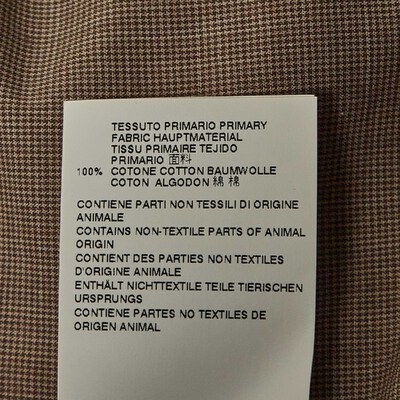 TESSUTO PRIMARIO PRIMARY
FABRIC HAUPTMATERIAL
TISSU PRIMAIRE TEJIDO
PRIMARIO 面料
100% COTONE COTTON BAUMWOLLE
COTON ALGODON 綿 棉
CONTIENE PARTI NON TESSILI DI ORIGINE
ANIMALE
CONTAINS NON-TEXTILE PARTS OF ANIMAL
ORIGIN
CONTIENT DES PARTIES NON TEXTILES
D'ORIGINE ANIMALE
ENTHÄLT NICHTTEXTILE TEILE TIERISCHEN
URSPRUNGS
CONTIENE PARTES NO TEXTILES DE
ORIGEN ANIMAL